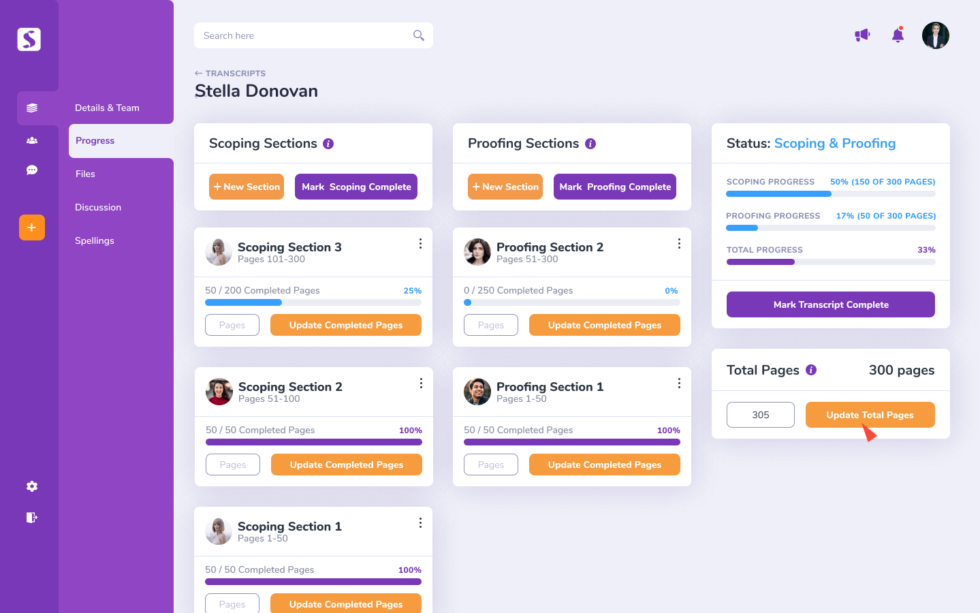 S
Search here
← TRANSCRIPTS
Stella Donovan
Details & Team
Progress
Files
Discussion
Spellings
+
Scoping Sections i
+ New Section
Mark Scoping Complete
Scoping Section 3
Pages 101-300
50 / 200 Completed Pages
25%
Pages
Update Completed Pages
Scoping Section 2
Pages 51-100
50 / 50 Completed Pages
100%
Pages
Update Completed Pages
Scoping Section 1
Pages 1-50
50 / 50 Completed Pages
100%
Pages
Update Completed Pages
Proofing Sections i
+ New Section
Mark Proofing Complete
Proofing Section 2
Pages 51-300
0 / 250 Completed Pages
0%
Pages
Update Completed Pages
Proofing Section 1
Pages 1-50
50 / 50 Completed Pages
100%
Pages
Update Completed Pages
Status: Scoping & Proofing
SCOPING PROGRESS
50% (150 OF 300 PAGES)
PROOFING PROGRESS
17% (50 OF 300 PAGES)
TOTAL PROGRESS
33%
Mark Transcript Complete
Total Pages i
300 pages
305
Update Total Pages